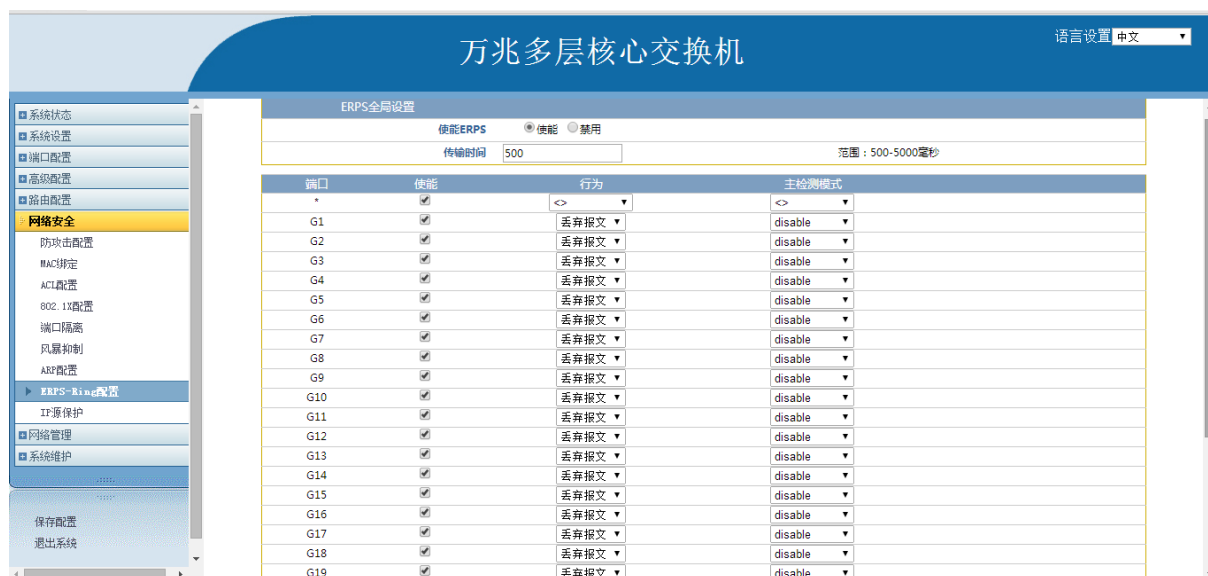 万兆多层核心交换机
语言设置 中文
系统状态
系统设置
端口配置
高级配置
路由配置
网络安全
防攻击配置
MAC绑定
ACL配置
802.1X配置
端口隔离
风暴抑制
ARP配置
ERPS-Ring配置
IP源保护
网络管理
系统维护
保存配置
退出系统
ERPS全局设置
使能ERPS 使能 禁用
传输时间 500 范围：500-5000毫秒
端口 使能 行为 主检测模式
* <> <>
G1 丢弃报文 disable
G2 丢弃报文 disable
G3 丢弃报文 disable
G4 丢弃报文 disable
G5 丢弃报文 disable
G6 丢弃报文 disable
G7 丢弃报文 disable
G8 丢弃报文 disable
G9 丢弃报文 disable
G10 丢弃报文 disable
G11 丢弃报文 disable
G12 丢弃报文 disable
G13 丢弃报文 disable
G14 丢弃报文 disable
G15 丢弃报文 disable
G16 丢弃报文 disable
G17 丢弃报文 disable
G18 丢弃报文 disable
G19 丢弃报文 disable